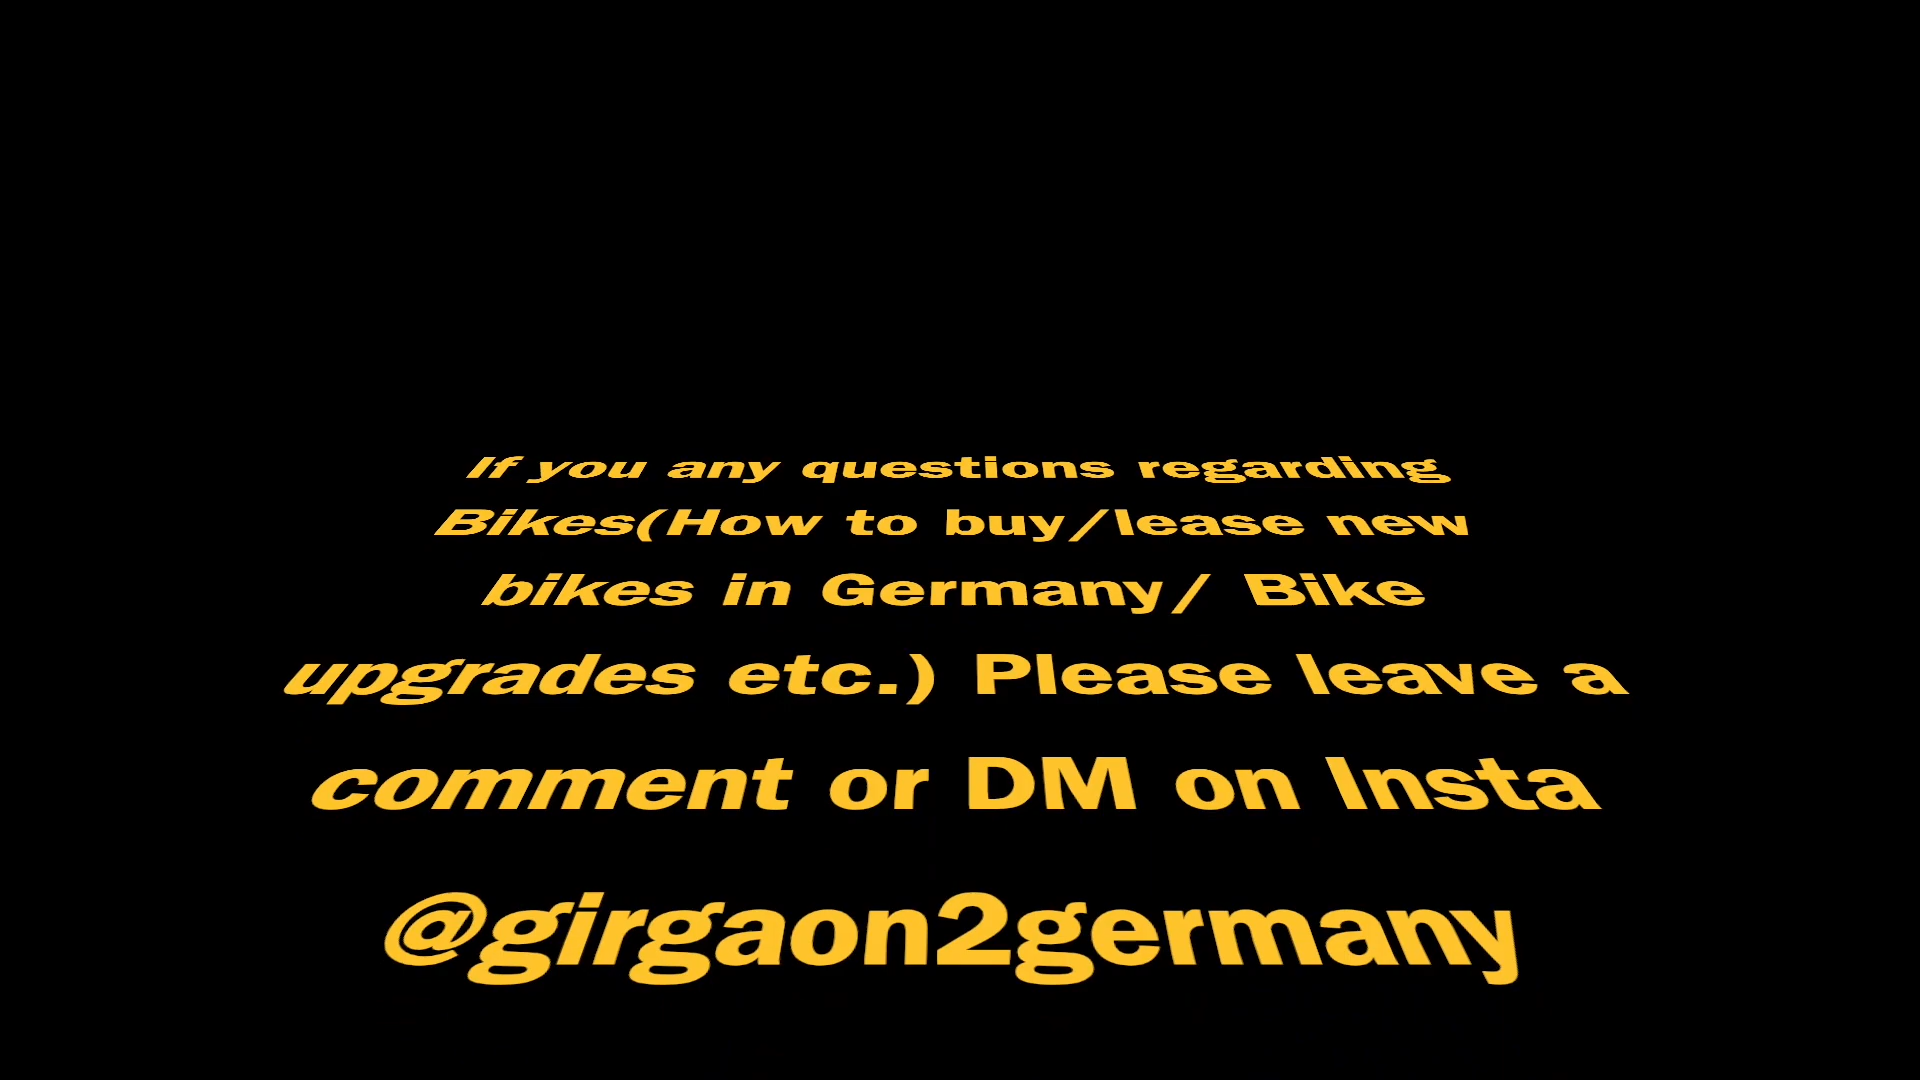 If you any questions regarding
Bikes(How to buy/lease new
bikes in Germany/ Bike
upgrades etc.) Please leave a
comment or DM on Insta
@girgaon2germany